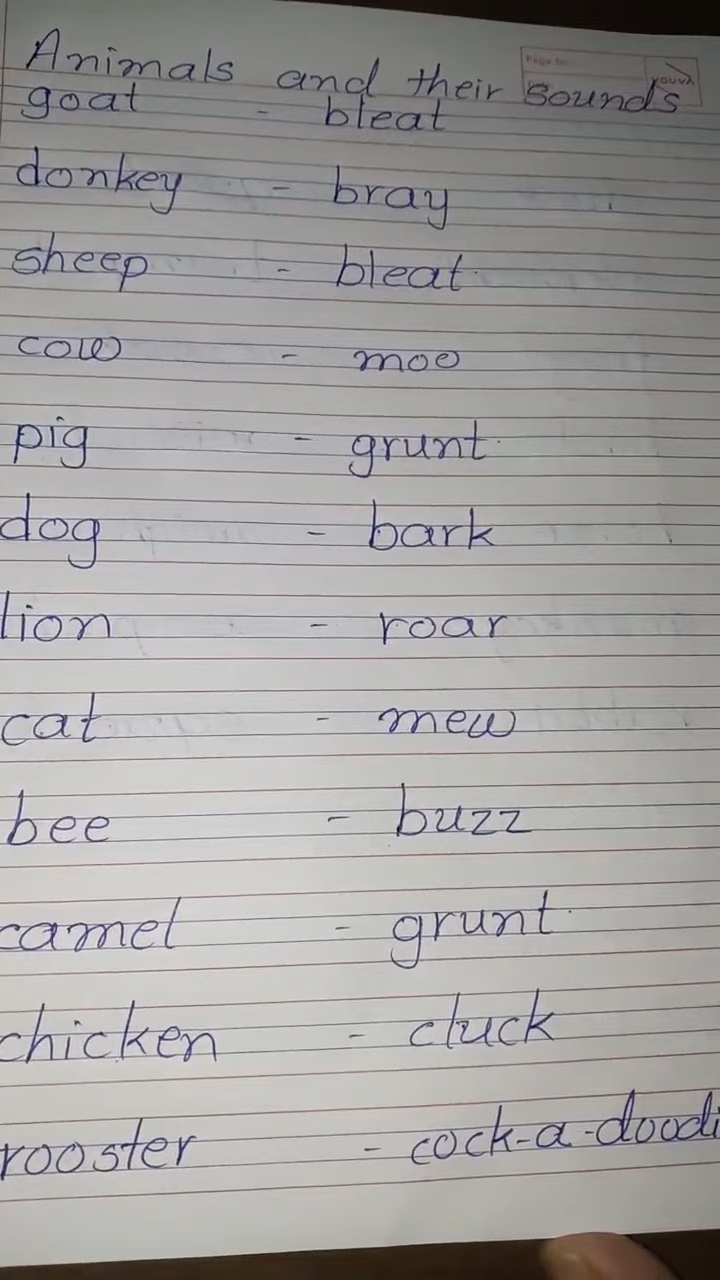 Animals and their sounds
goat - bleat
donkey - bray
sheep - bleat
cow - moo
pig - grunt
dog - bark
lion - roar
cat - mew
bee - buzz
camel - grunt
chicken - cluck
rooster - cock-a-doodl